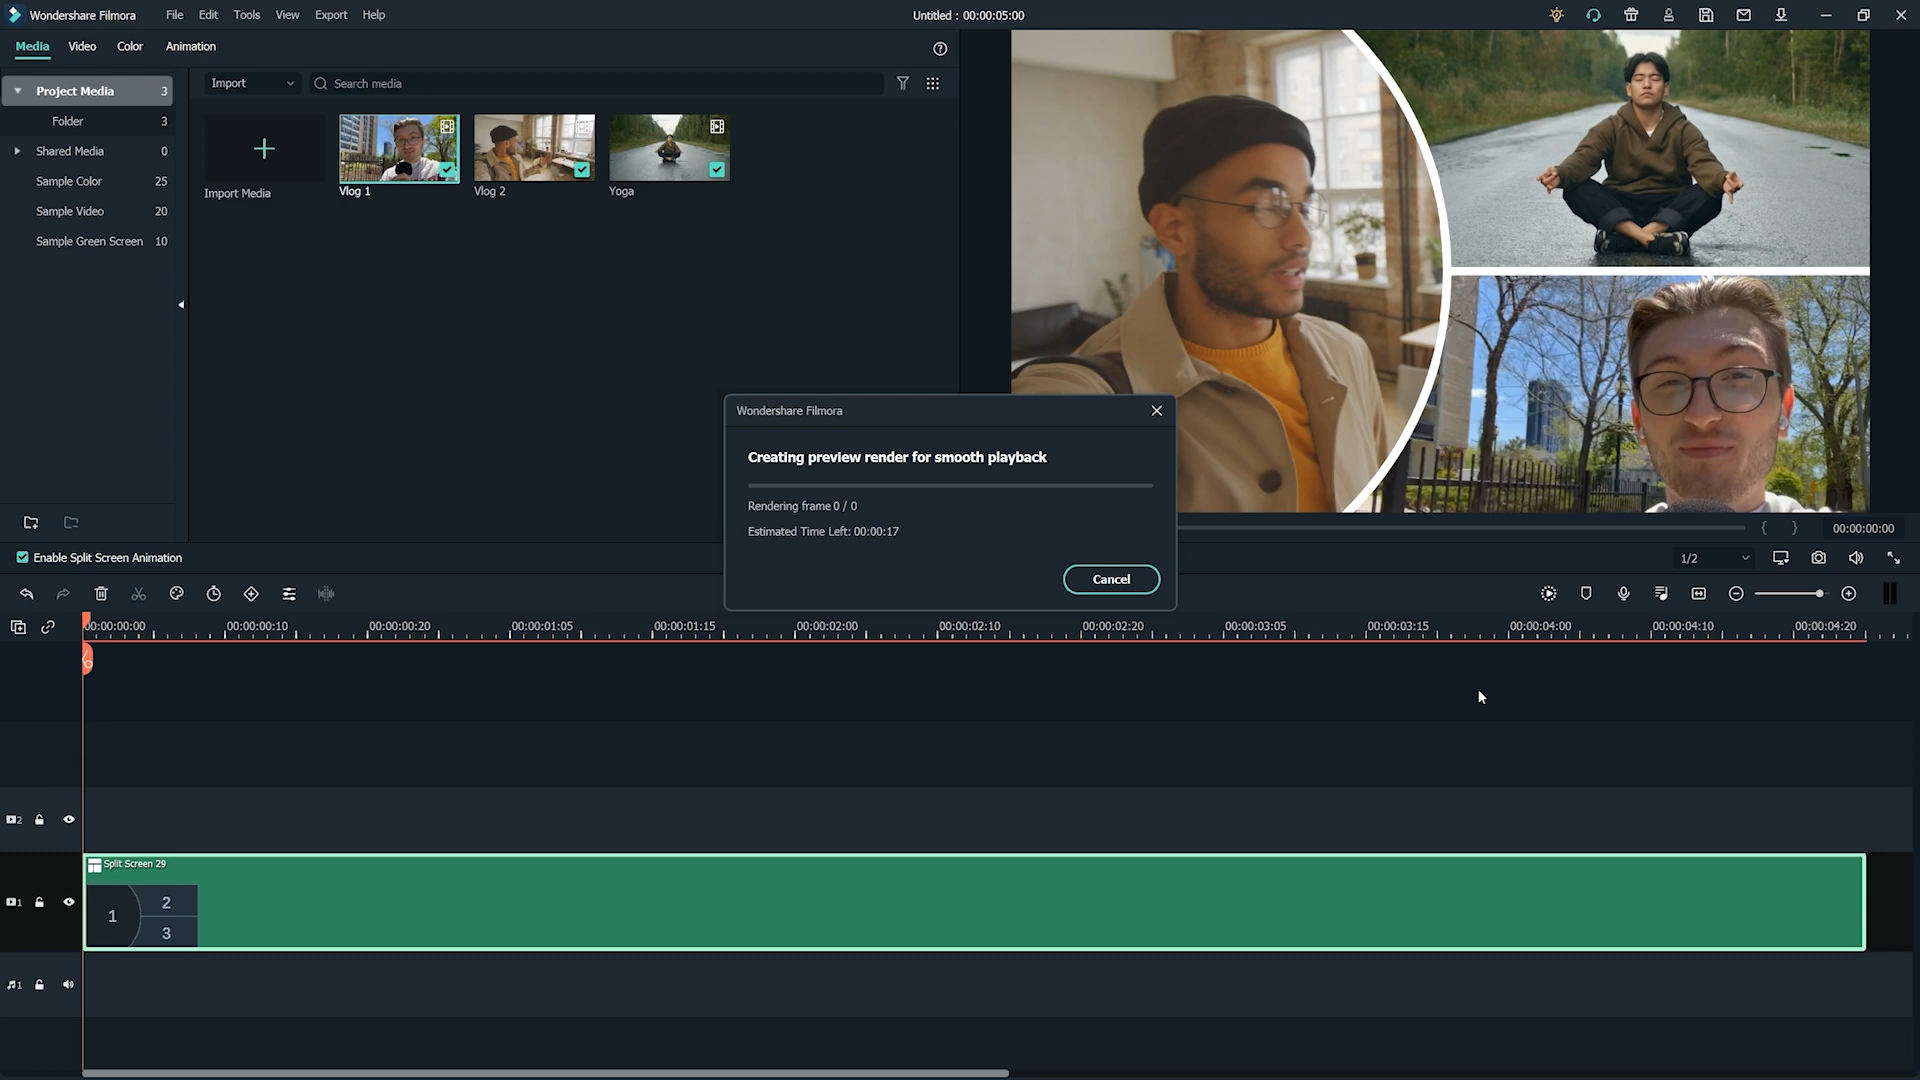 Wondershare Filmora
File
Edit
Tools
View
Export
Help
Untitled : 00:00:05:00
Media
Video
Color
Animation
Project Media 3
Folder 3
Shared Media 0
Sample Color 25
Sample Video 20
Sample Green Screen 10
Import
Search media
Import Media
Vlog 1
Vlog 2
Yoga
Wondershare Filmora
Creating preview render for smooth playback
Rendering frame 0 / 0
Estimated Time Left: 00:00:17
Cancel
{ }
00:00:00:00
Enable Split Screen Animation
1/2
00:00:00:00
00:00:00:10
00:00:00:20
00:00:01:05
00:00:01:15
00:00:02:00
00:00:02:10
00:00:02:20
00:00:03:05
00:00:03:15
00:00:04:00
00:00:04:10
00:00:04:20
2
Split Screen 29
1
1
2
3
1